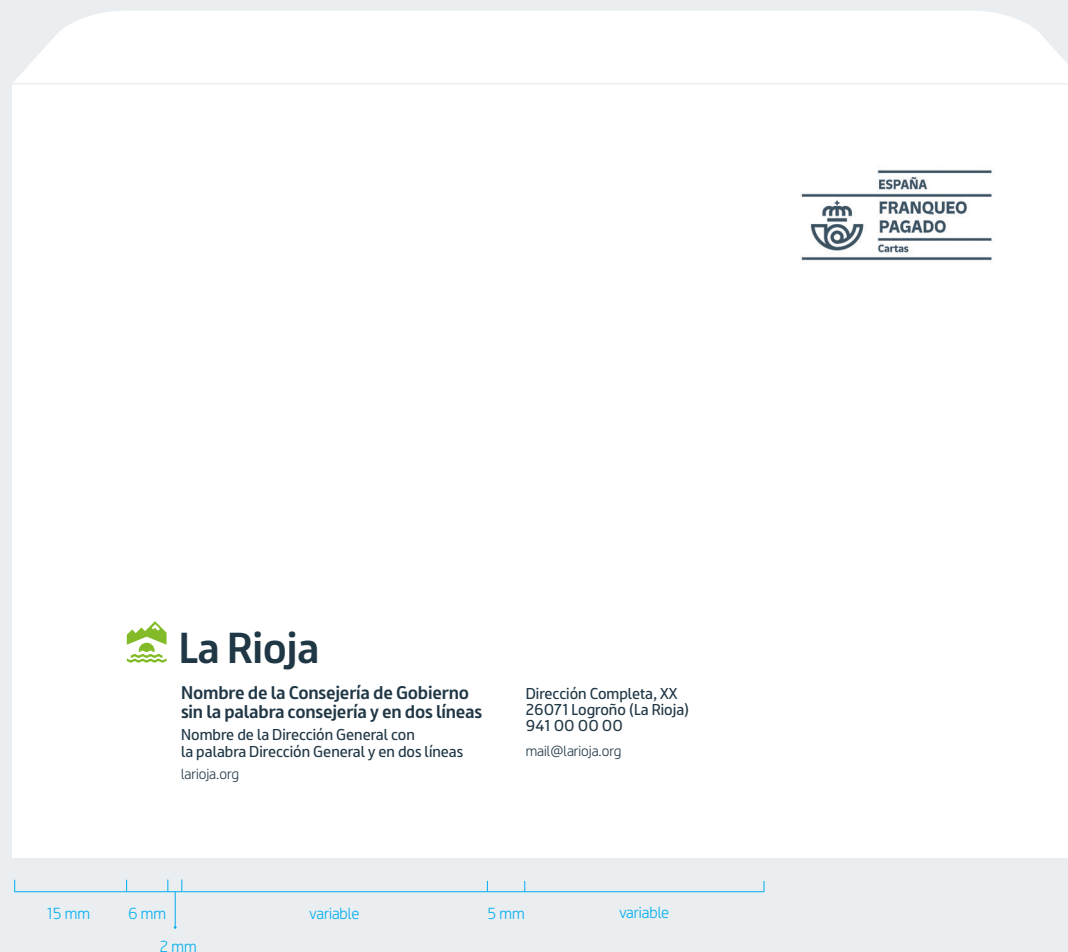 ESPAÑA
FRANQUEO
PAGADO
Cartas
La Rioja
Nombre de la Consejería de Gobierno
sin la palabra consejería y en dos líneas
Nombre de la Dirección General con
la palabra Dirección General y en dos líneas
larioja.org
Dirección Completa, XX
26071 Logroño (La Rioja)
941 00 00 00
mail@larioja.org
15 mm
6 mm
2 mm
variable
5 mm
variable